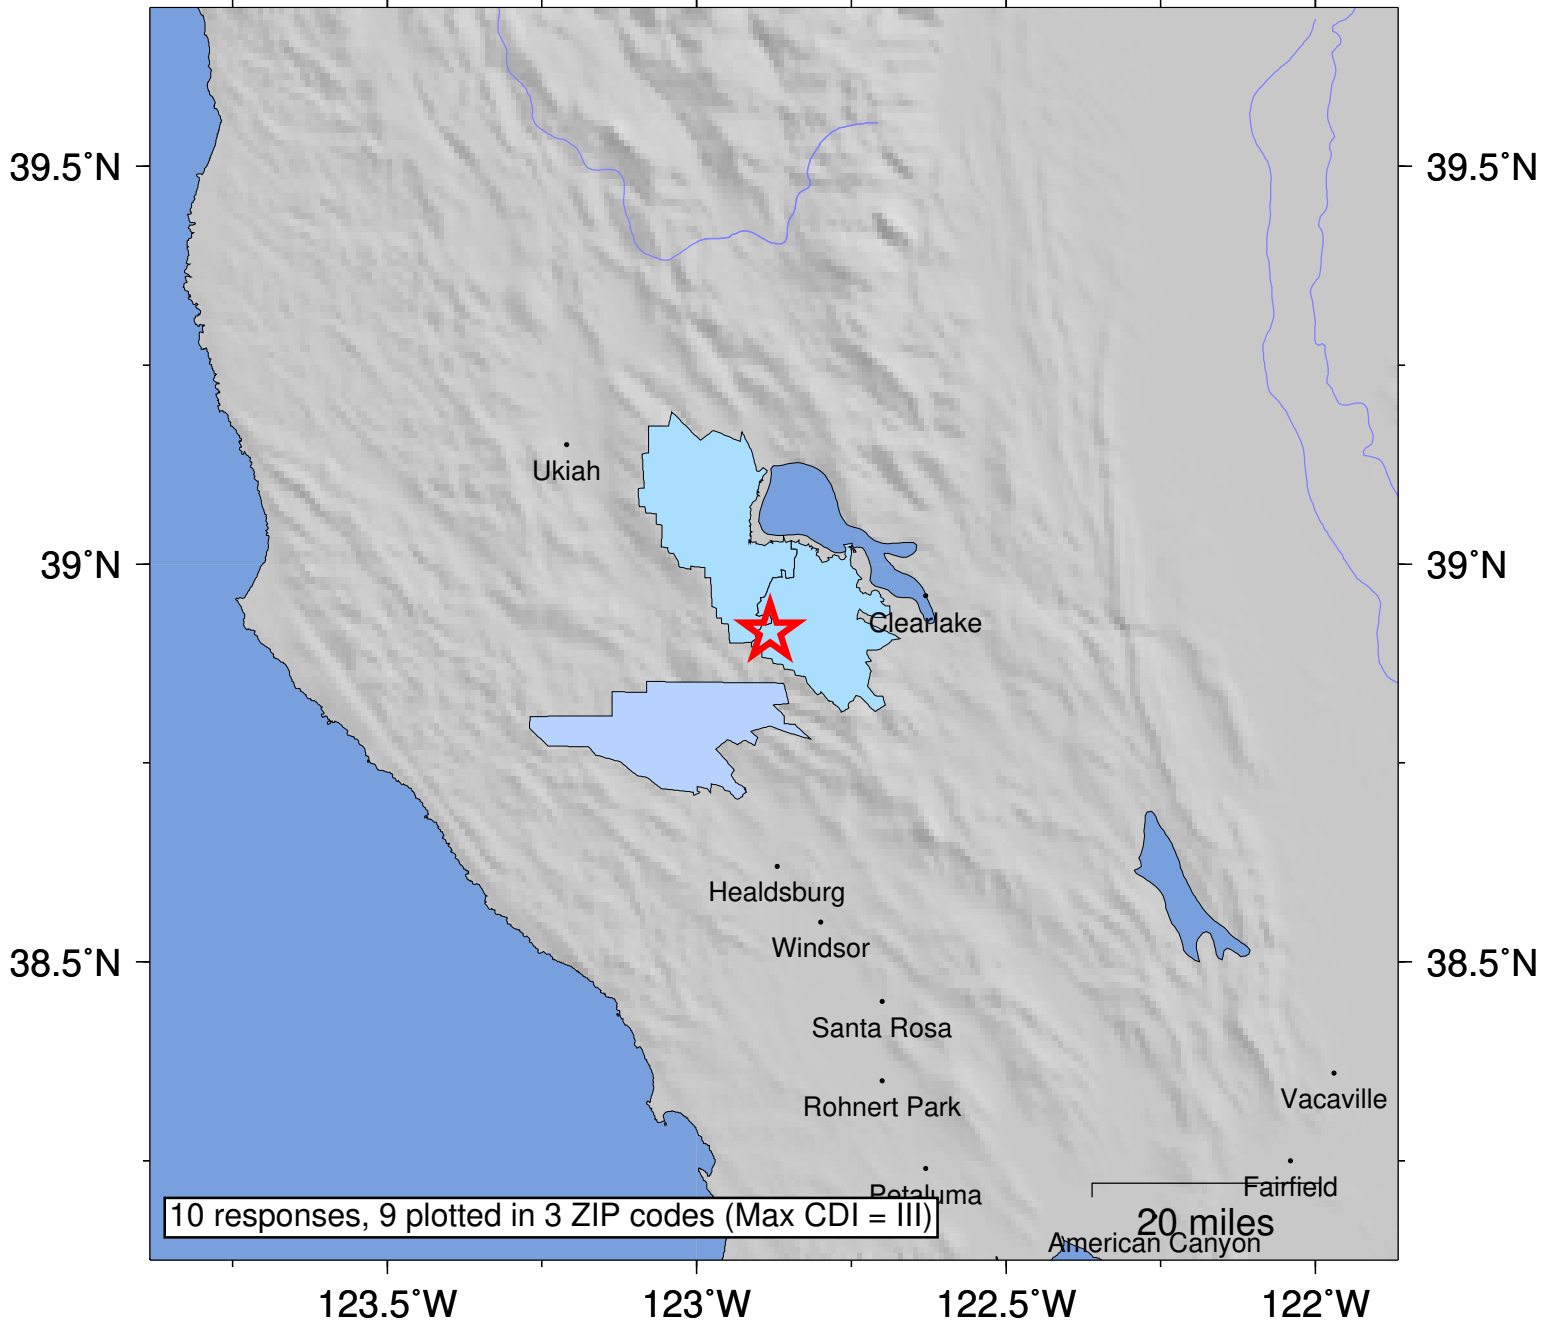 39.5˚N
39.5˚N
Ukiah
39˚N
39˚N
Clearlake
Healdsburg
Windsor
38.5˚N
38.5˚N
Santa Rosa
Rohnert Park
Vacaville
Petaluma
Fairfield
10 responses, 9 plotted in 3 ZIP codes (Max CDI = III)
20 miles
American Canyon
123.5˚W
123˚W
122.5˚W
122˚W